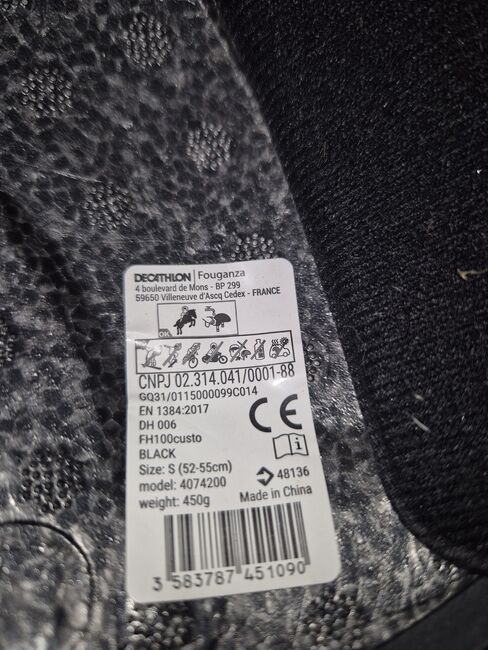 DECATHLON | Fouganza
4 boulevard de Mons - BP 299
59650 Villeneuve d'Ascq Cedex - FRANCE
OK
CNPJ 02.314.041/0001-88
GQ31/0115000099C014
EN 1384:2017
DH 006
FH100custo
BLACK
Size: S (52-55cm)
model: 4074200
weight: 450g
CE
i
48136
Made in China
3 583787 451090